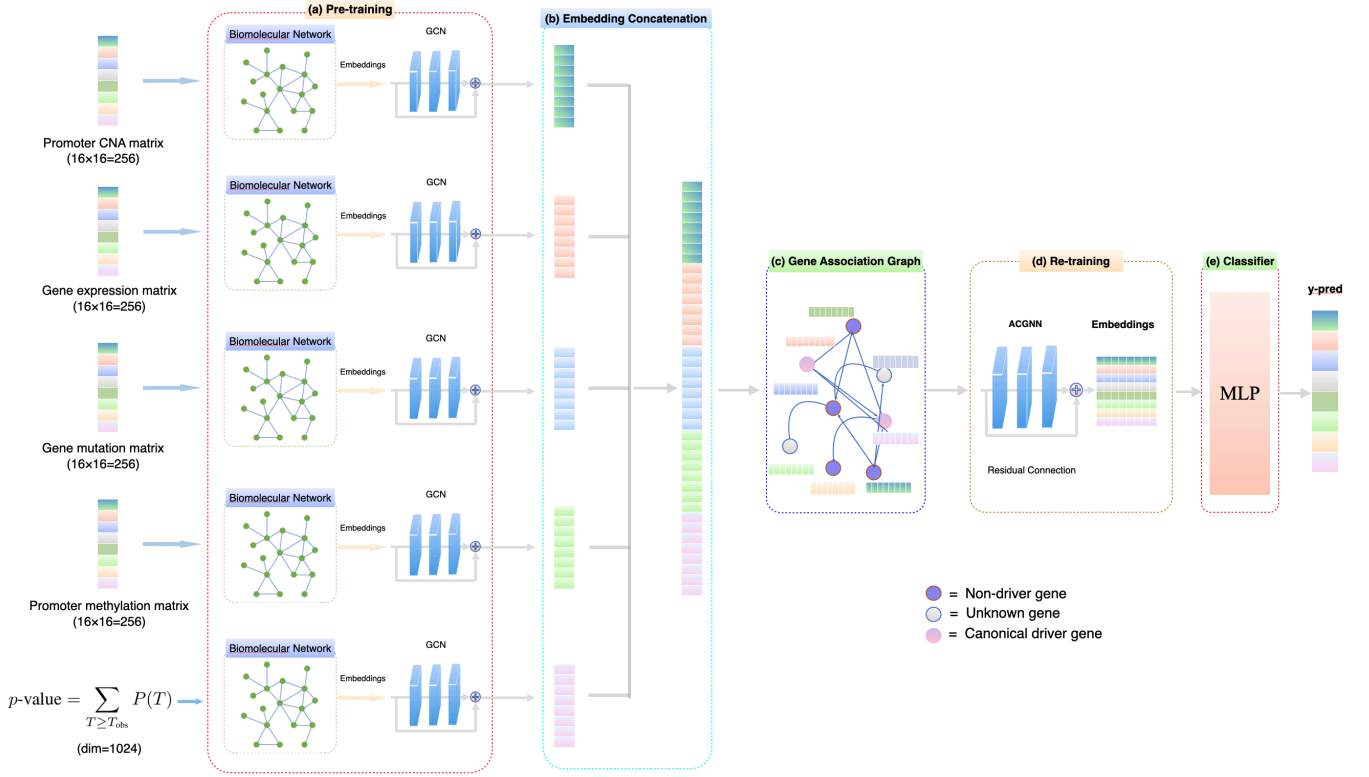 (a) Pre-training
(b) Embedding Concatenation
Biomolecular Network
GCN
Embeddings
Promoter CNA matrix
(16×16=256)
Biomolecular Network
GCN
Embeddings
Gene expression matrix
(16×16=256)
Biomolecular Network
GCN
Embeddings
Gene mutation matrix
(16×16=256)
Biomolecular Network
GCN
Embeddings
Promoter methylation matrix
(16×16=256)
Biomolecular Network
GCN
Embeddings
p-value = ∑ P(T)
T≥T_obs
(dim=1024)
(c) Gene Association Graph
(d) Re-training
ACGNN
Embeddings
Residual Connection
(e) Classifier
MLP
y-pred
= Non-driver gene
= Unknown gene
= Canonical driver gene